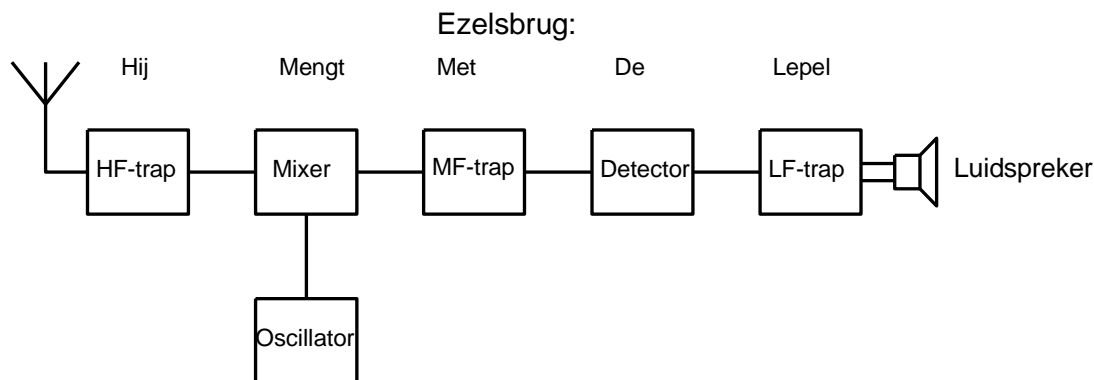 Ezelsbrug:
Hij Mengt Met De Lepel
HF-trap Mixer MF-trap Detector LF-trap Luidspreker
Oscillator